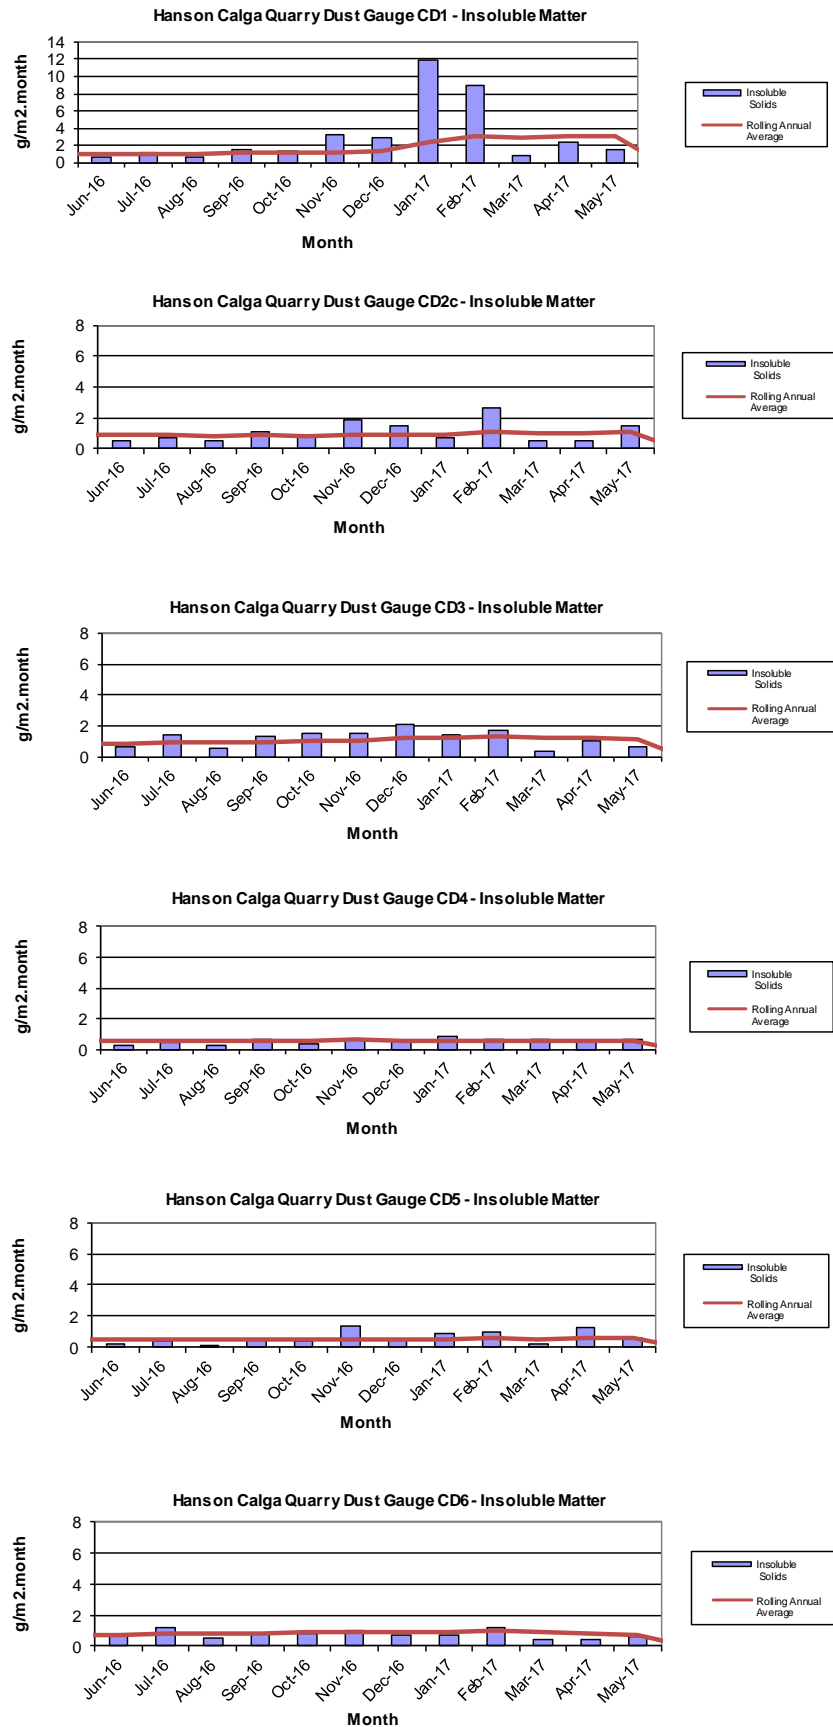 Hanson Calga Quarry Dust Gauge CD1 - Insoluble Matter
g/m2.month
14
12
10
8
6
4
2
0
Jun-16
Jul-16
Aug-16
Sep-16
Oct-16
Nov-16
Dec-16
Jan-17
Feb-17
Mar-17
Apr-17
May-17
Month
Insoluble
Solids
Rolling Annual
Average
Hanson Calga Quarry Dust Gauge CD2c - Insoluble Matter
g/m2.month
8
6
4
2
0
Jun-16
Jul-16
Aug-16
Sep-16
Oct-16
Nov-16
Dec-16
Jan-17
Feb-17
Mar-17
Apr-17
May-17
Month
Insoluble
Solids
Rolling Annual
Average
Hanson Calga Quarry Dust Gauge CD3 - Insoluble Matter
g/m2.month
8
6
4
2
0
Jun-16
Jul-16
Aug-16
Sep-16
Oct-16
Nov-16
Dec-16
Jan-17
Feb-17
Mar-17
Apr-17
May-17
Month
Insoluble
Solids
Rolling Annual
Average
Hanson Calga Quarry Dust Gauge CD4 - Insoluble Matter
g/m2.month
8
6
4
2
0
Jun-16
Jul-16
Aug-16
Sep-16
Oct-16
Nov-16
Dec-16
Jan-17
Feb-17
Mar-17
Apr-17
May-17
Month
Insoluble
Solids
Rolling Annual
Average
Hanson Calga Quarry Dust Gauge CD5 - Insoluble Matter
g/m2.month
8
6
4
2
0
Jun-16
Jul-16
Aug-16
Sep-16
Oct-16
Nov-16
Dec-16
Jan-17
Feb-17
Mar-17
Apr-17
May-17
Month
Insoluble
Solids
Rolling Annual
Average
Hanson Calga Quarry Dust Gauge CD6 - Insoluble Matter
g/m2.month
8
6
4
2
0
Jun-16
Jul-16
Aug-16
Sep-16
Oct-16
Nov-16
Dec-16
Jan-17
Feb-17
Mar-17
Apr-17
May-17
Month
Insoluble
Solids
Rolling Annual
Average